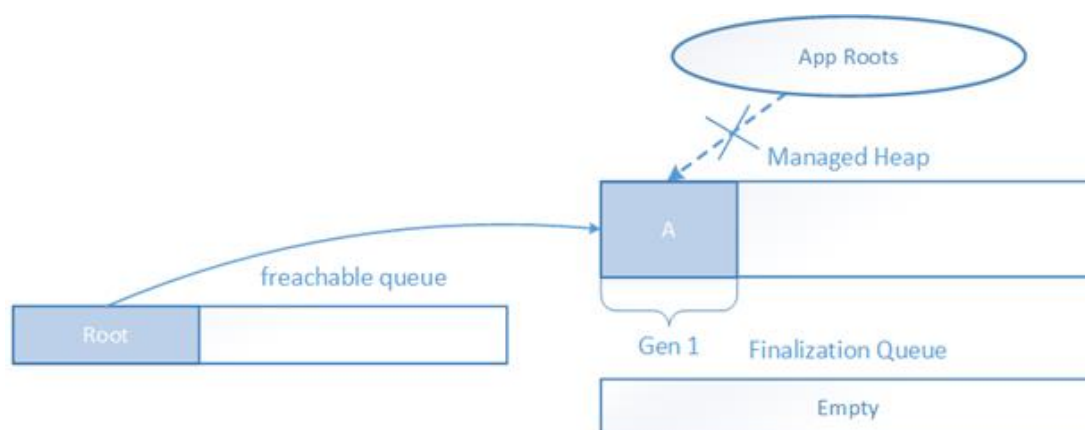 App Roots
Managed Heap
A
freachable queue
Root
Gen 1
Finalization Queue
Empty